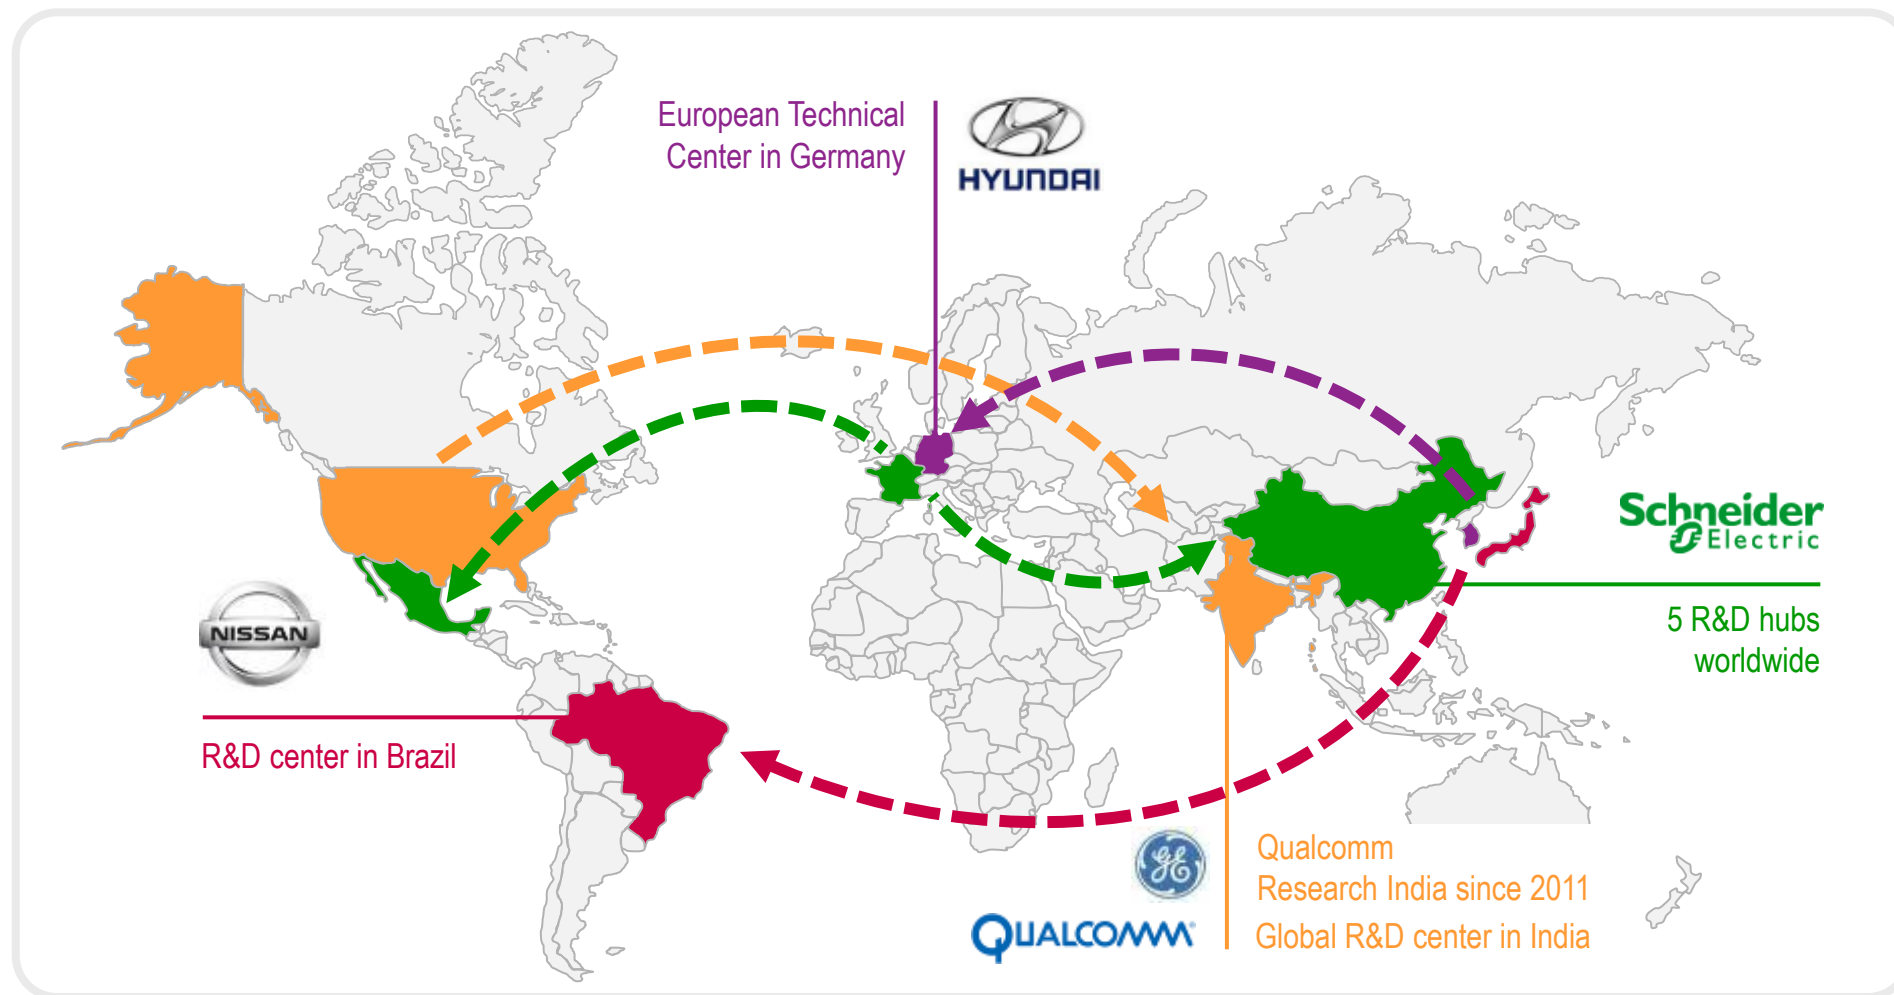 European Technical
Center in Germany
HYUNDAI
NISSAN
R&D center in Brazil
Schneider
Electric
5 R&D hubs
worldwide
GE
QUALCOMM
Qualcomm
Research India since 2011
Global R&D center in India